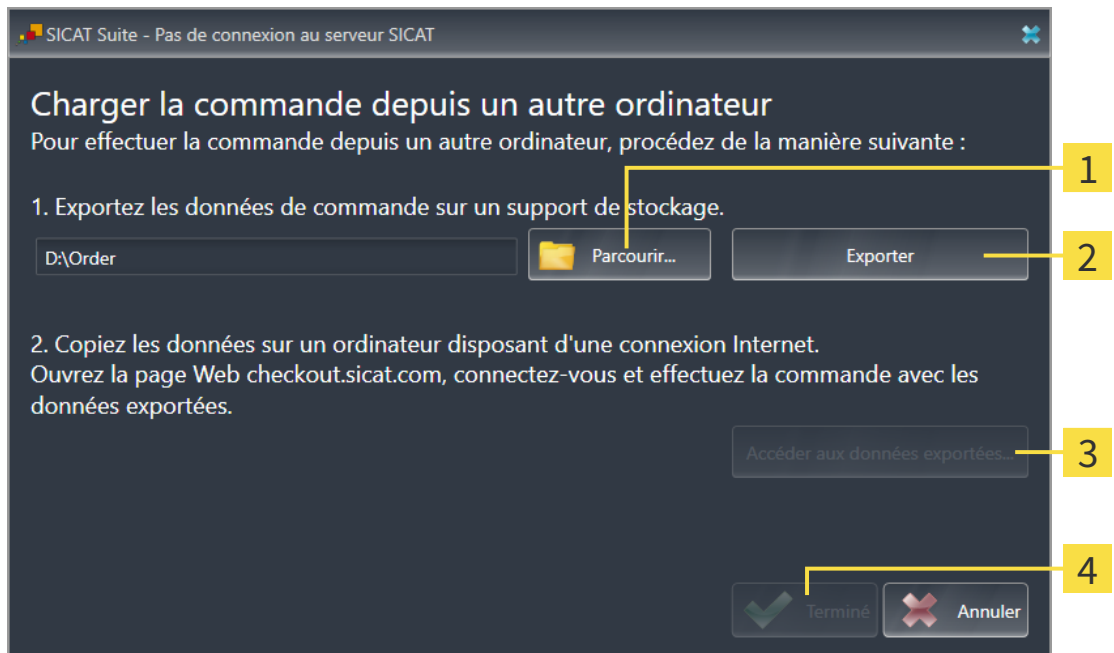 SICAT Suite - Pas de connexion au serveur SICAT
Charger la commande depuis un autre ordinateur
Pour effectuer la commande depuis un autre ordinateur, procédez de la manière suivante :
1
1. Exportez les données de commande sur un support de stockage.
D:\Order
Parcourir...
Exporter
2
2. Copiez les données sur un ordinateur disposant d'une connexion Internet.
Ouvrez la page Web checkout.sicat.com, connectez-vous et effectuez la commande avec les
données exportées.
Accéder aux données exportées...
3
4
Terminé
Annuler